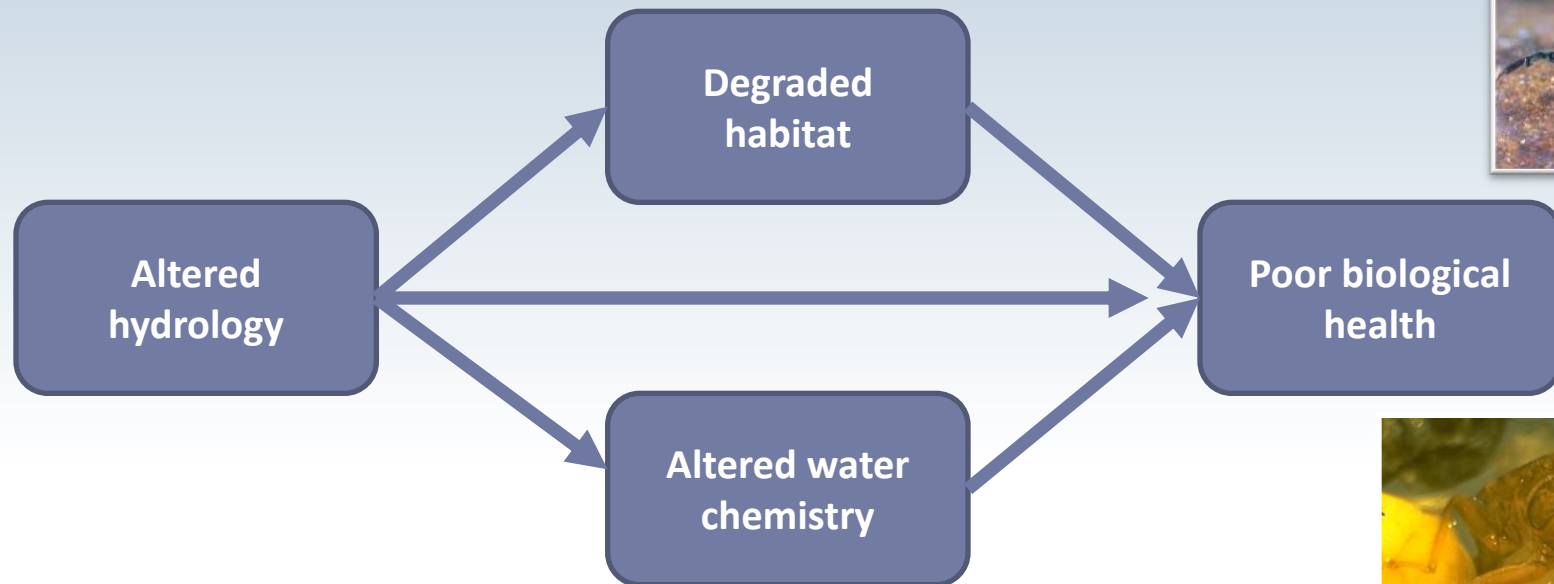 Degraded
habitat
Altered
hydrology
Poor biological
health
Altered water
chemistry